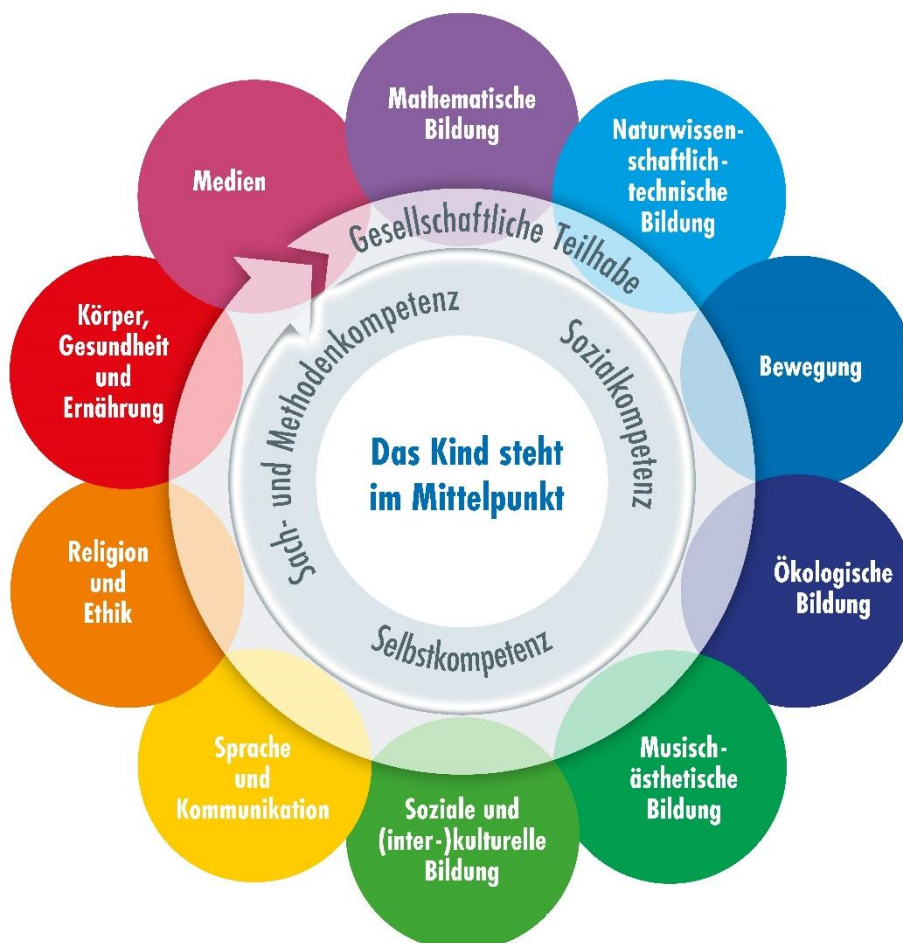 Mathematische
Bildung
Naturwissen-
schaftlich-
technische
Bildung
Bewegung
Ökologische
Bildung
Musisch-
ästhetische
Bildung
Soziale und
(inter-)kulturelle
Bildung
Sprache
und
Kommunikation
Religion
und
Ethik
Körper,
Gesundheit
und
Ernährung
Medien
Gesellschaftliche Teilhabe
Sach- und Methodenkompetenz
Sozialkompetenz
Selbstkompetenz
Das Kind steht
im Mittelpunkt